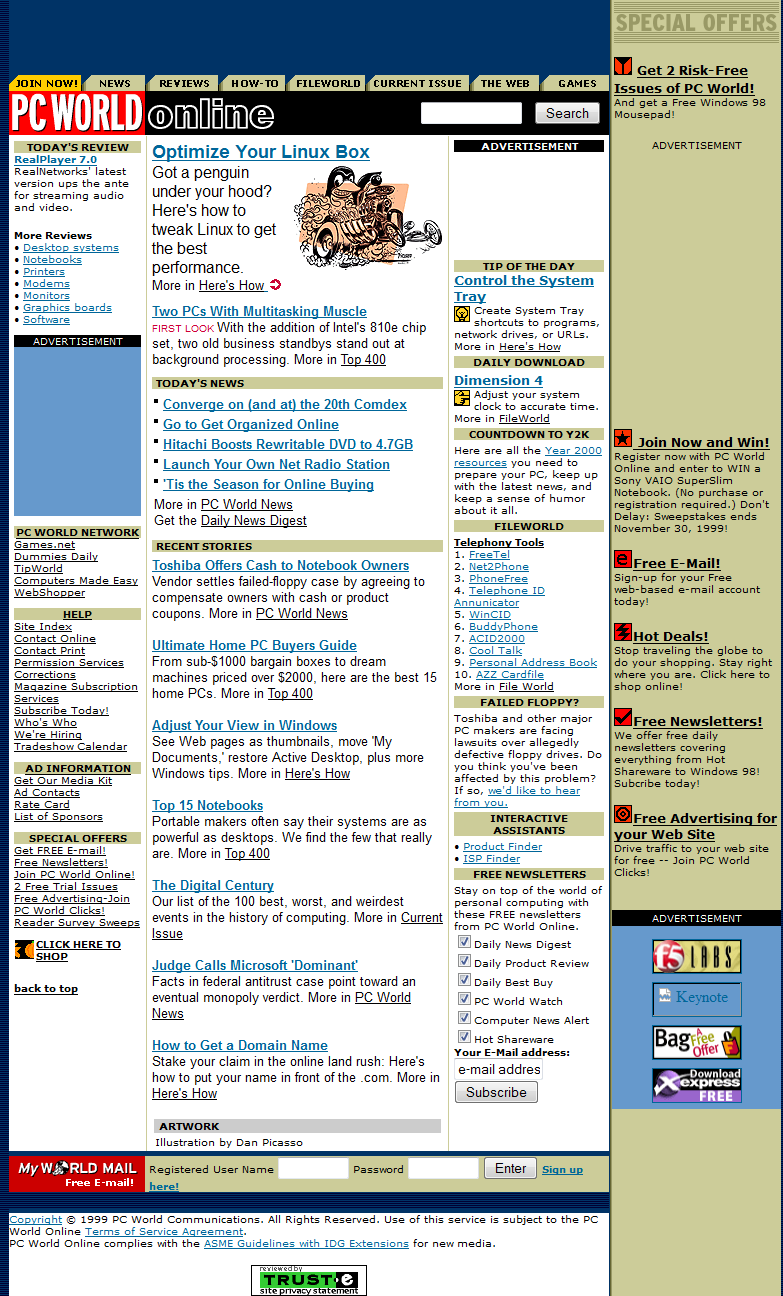 SPECIAL OFFERS
JOIN NOW!
NEWS
REVIEWS
HOW-TO
FILEWORLD
CURRENT ISSUE
THE WEB
GAMES
PC WORLD online
Search
TODAY'S REVIEW
RealPlayer 7.0
RealNetworks' latest
version ups the ante
for streaming audio
and video.
More Reviews
• Desktop systems
• Notebooks
• Printers
• Modems
• Monitors
• Graphics boards
• Software
ADVERTISEMENT
PC WORLD NETWORK
Games.net
Dummies Daily
TipWorld
Computers Made Easy
WebShopper
HELP
Site Index
Contact Online
Contact Print
Permission Services
Corrections
Magazine Subscription
Services
Subscribe Today!
Who's Who
We're Hiring
Tradeshow Calendar
AD INFORMATION
Get Our Media Kit
Ad Contacts
Rate Card
List of Sponsors
SPECIAL OFFERS
Get FREE E-mail!
Free Newsletters!
Join PC World Online!
2 Free Trial Issues
Free Advertising-Join
PC World Clicks!
Reader Survey Sweeps
CLICK HERE TO
SHOP
back to top
Optimize Your Linux Box
Got a penguin
under your hood?
Here's how to
tweak Linux to get
the best
performance.
More in Here's How
Two PCs With Multitasking Muscle
FIRST LOOK With the addition of Intel's 810e chip
set, two old business standbys stand out at
background processing. More in Top 400
TODAY'S NEWS
Converge on (and at) the 20th Comdex
Go to Get Organized Online
Hitachi Boosts Rewritable DVD to 4.7GB
Launch Your Own Net Radio Station
'Tis the Season for Online Buying
More in PC World News
Get the Daily News Digest
RECENT STORIES
Toshiba Offers Cash to Notebook Owners
Vendor settles failed-floppy case by agreeing to
compensate owners with cash or product
coupons. More in PC World News
Ultimate Home PC Buyers Guide
From sub-$1000 bargain boxes to dream
machines priced over $2000, here are the best 15
home PCs. More in Top 400
Adjust Your View in Windows
See Web pages as thumbnails, move 'My
Documents,' restore Active Desktop, plus more
Windows tips. More in Here's How
Top 15 Notebooks
Portable makers often say their systems are as
powerful as desktops. We find the few that really
are. More in Top 400
The Digital Century
Our list of the 100 best, worst, and weirdest
events in the history of computing. More in Current
Issue
Judge Calls Microsoft 'Dominant'
Facts in federal antitrust case point toward an
eventual monopoly verdict. More in PC World
News
How to Get a Domain Name
Stake your claim in the online land rush: Here's
how to put your name in front of the .com. More in
Here's How
ARTWORK
Illustration by Dan Picasso
ADVERTISEMENT
TIP OF THE DAY
Control the System
Tray
Create System Tray
shortcuts to programs,
network drives, or URLs.
More in Here's How
DAILY DOWNLOAD
Dimension 4
Adjust your system
clock to accurate time.
More in FileWorld
COUNTDOWN TO Y2K
Here are all the Year 2000
resources you need to
prepare your PC, keep up
with the latest news, and
keep a sense of humor
about it all.
FILEWORLD
Telephony Tools
1. FreeTel
2. Net2Phone
3. PhoneFree
4. Telephone ID
Annunicator
5. WinCID
6. BuddyPhone
7. ACID2000
8. Cool Talk
9. Personal Address Book
10. AZZ Cardfile
More in File World
FAILED FLOPPY?
Toshiba and other major
PC makers are facing
lawsuits over allegedly
defective floppy drives. Do
you think you've been
affected by this problem?
If so, we'd like to hear
from you.
INTERACTIVE
ASSISTANTS
• Product Finder
• ISP Finder
FREE NEWSLETTERS
Stay on top of the world of
personal computing with
these FREE newsletters
from PC World Online.
Daily News Digest
Daily Product Review
Daily Best Buy
PC World Watch
Computer News Alert
Hot Shareware
Your E-Mail address:
e-mail addres
Subscribe
Get 2 Risk-Free
Issues of PC World!
And get a Free Windows 98
Mousepad!
ADVERTISEMENT
Join Now and Win!
Register now with PC World
Online and enter to WIN a
Sony VAIO SuperSlim
Notebook. (No purchase or
registration required.) Don't
Delay: Sweepstakes ends
November 30, 1999!
Free E-Mail!
Sign-up for your Free
web-based e-mail account
today!
Hot Deals!
Stop traveling the globe to
do your shopping. Stay right
where you are. Click here to
shop online!
Free Newsletters!
We offer free daily
newsletters covering
everything from Hot
Shareware to Windows 98!
Subcribe today!
Free Advertising for
your Web Site
Drive traffic to your web site
for free -- Join PC World
Clicks!
ADVERTISEMENT
f5 LABS
Keynote
Bag A Free Offer
Download
Xexpress
FREE
My WORLD MAIL
Free E-mail!
Registered User Name
Password
Enter
Sign up
here!
Copyright © 1999 PC World Communications. All Rights Reserved. Use of this service is subject to the PC
World Online Terms of Service Agreement.
PC World Online complies with the ASME Guidelines with IDG Extensions for new media.
reviewed by
TRUST-e
site privacy statement